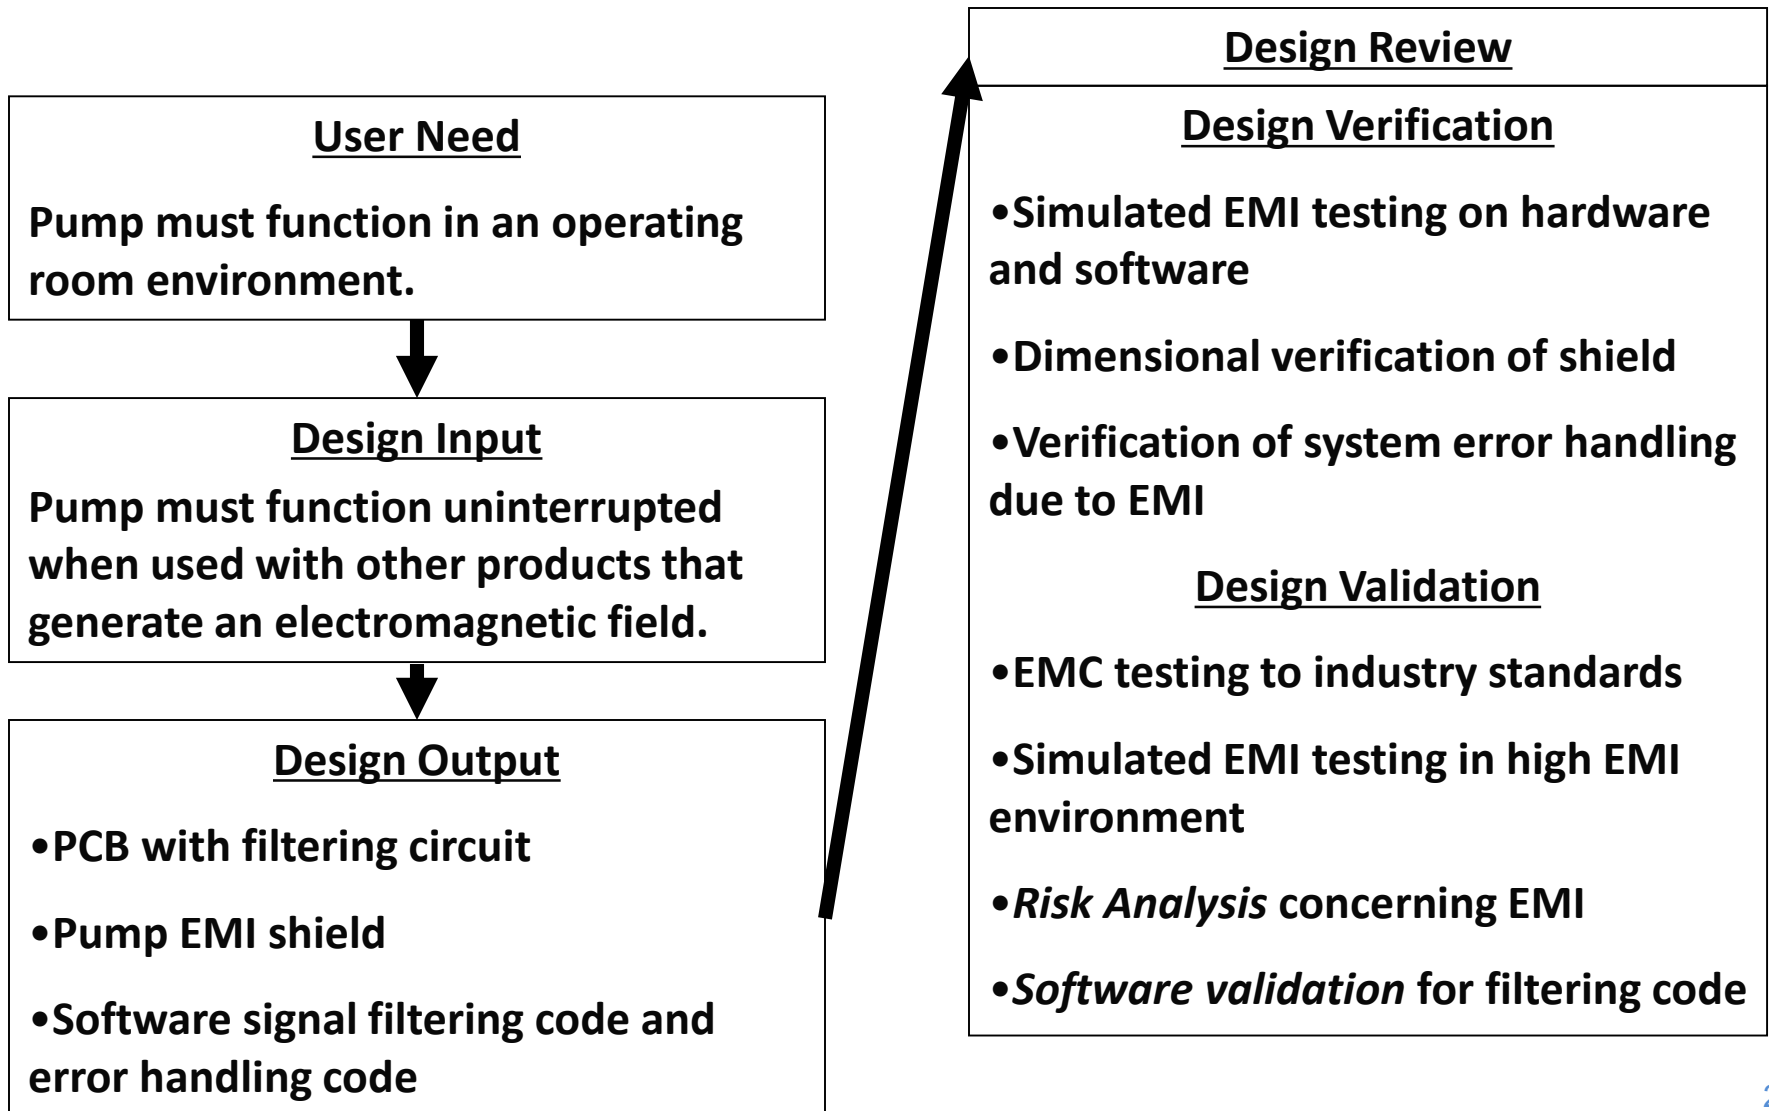 User Need
Pump must function in an operating
room environment.
Design Input
Pump must function uninterrupted
when used with other products that
generate an electromagnetic field.
Design Output
•PCB with filtering circuit
•Pump EMI shield
•Software signal filtering code and
error handling code
Design Review
Design Verification
•Simulated EMI testing on hardware
and software
•Dimensional verification of shield
•Verification of system error handling
due to EMI
Design Validation
•EMC testing to industry standards
•Simulated EMI testing in high EMI
environment
•Risk Analysis concerning EMI
•Software validation for filtering code